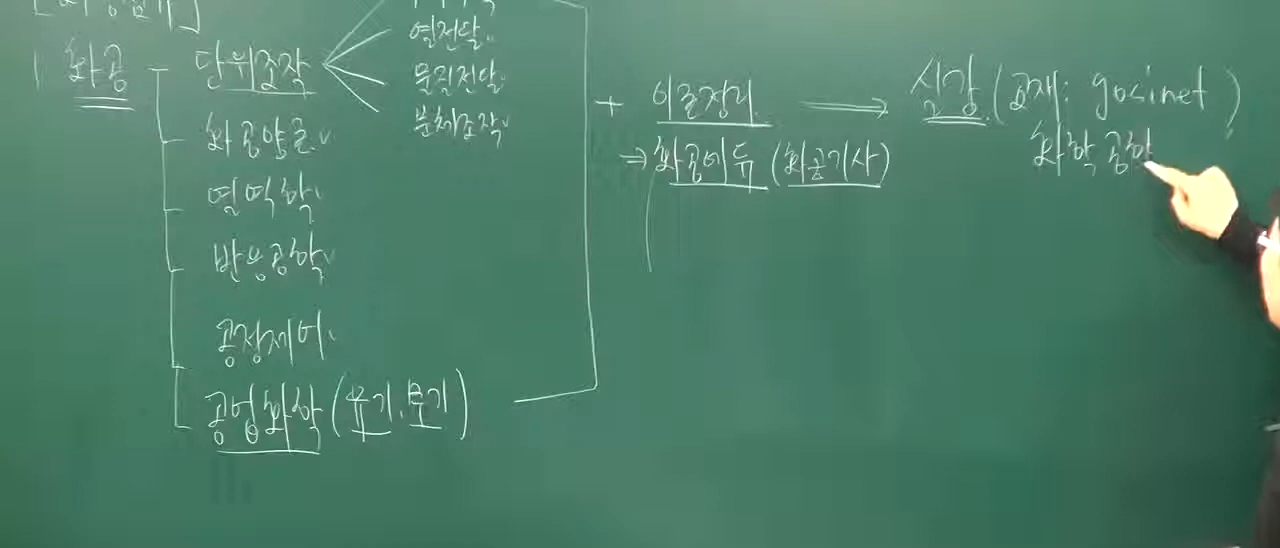 화공
단위조작
열전달
물질전달
분체조작
화공양론
열역학
반응공학
공정제어
공업화학 (유기, 무기)
+ 이론정리 ⇒ 시강 (교재: gosinet)
화학공학
⇒ 화공에듀 (화공기사)